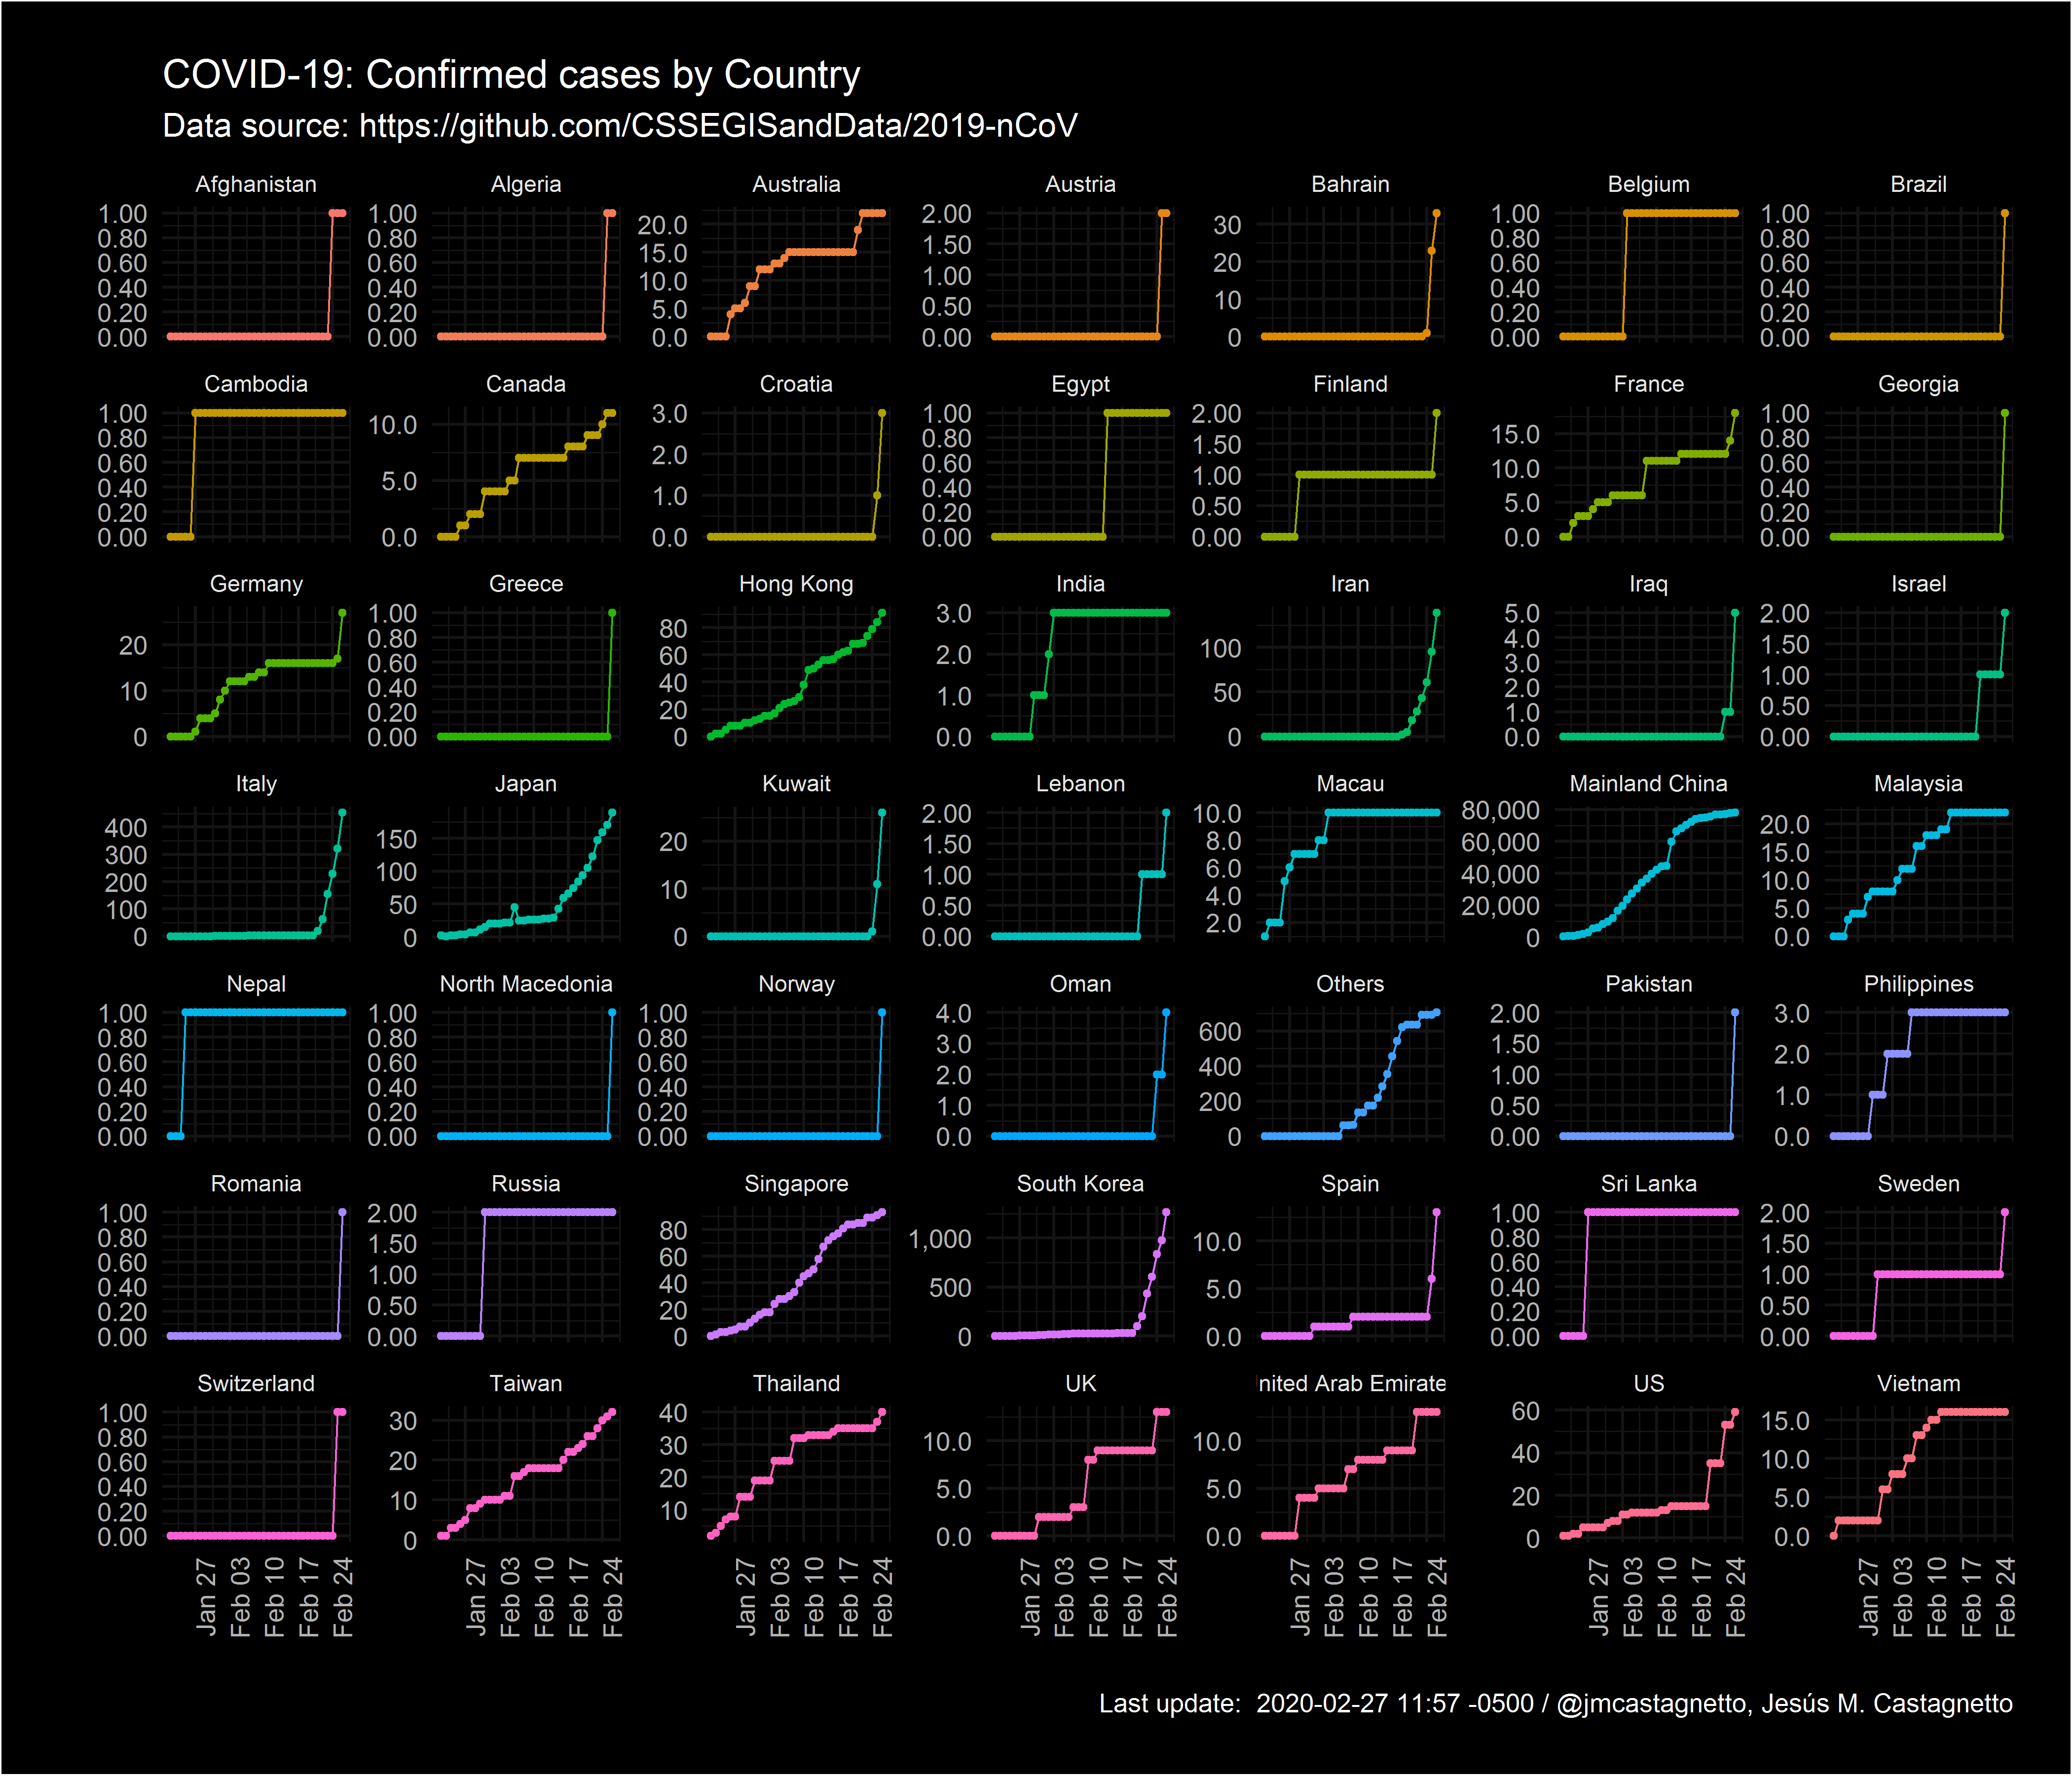 COVID-19: Confirmed cases by Country
Data source: https://github.com/CSSEGISandData/2019-nCoV
Afghanistan
1.00
0.80
0.60
0.40
0.20
0.00
Algeria
1.00
0.80
0.60
0.40
0.20
0.00
Australia
20.0
15.0
10.0
5.0
0.0
Austria
2.00
1.50
1.00
0.50
0.00
Bahrain
30
20
10
0
Belgium
1.00
0.80
0.60
0.40
0.20
0.00
Brazil
1.00
0.80
0.60
0.40
0.20
0.00
Cambodia
1.00
0.80
0.60
0.40
0.20
0.00
Canada
10.0
5.0
0.0
Croatia
3.0
2.0
1.0
0.0
Egypt
1.00
0.80
0.60
0.40
0.20
0.00
Finland
2.00
1.50
1.00
0.50
0.00
France
15.0
10.0
5.0
0.0
Georgia
1.00
0.80
0.60
0.40
0.20
0.00
Germany
20
10
0
Greece
1.00
0.80
0.60
0.40
0.20
0.00
Hong Kong
80
60
40
20
0
India
3.0
2.0
1.0
0.0
Iran
100
50
0
Iraq
5.0
4.0
3.0
2.0
1.0
0.0
Israel
2.00
1.50
1.00
0.50
0.00
Italy
400
300
200
100
0
Japan
150
100
50
0
Kuwait
20
10
0
Lebanon
2.00
1.50
1.00
0.50
0.00
Macau
10.0
8.0
6.0
4.0
2.0
Mainland China
80,000
60,000
40,000
20,000
0
Malaysia
20.0
15.0
10.0
5.0
0.0
Nepal
1.00
0.80
0.60
0.40
0.20
0.00
North Macedonia
1.00
0.80
0.60
0.40
0.20
0.00
Norway
1.00
0.80
0.60
0.40
0.20
0.00
Oman
4.0
3.0
2.0
1.0
0.0
Others
600
400
200
0
Pakistan
2.00
1.50
1.00
0.50
0.00
Philippines
3.0
2.0
1.0
0.0
Romania
1.00
0.80
0.60
0.40
0.20
0.00
Russia
2.00
1.50
1.00
0.50
0.00
Singapore
80
60
40
20
0
South Korea
1,000
500
0
Spain
10.0
5.0
0.0
Sri Lanka
1.00
0.80
0.60
0.40
0.20
0.00
Sweden
2.00
1.50
1.00
0.50
0.00
Switzerland
1.00
0.80
0.60
0.40
0.20
0.00
Jan 27
Feb 03
Feb 10
Feb 17
Feb 24
Taiwan
30
20
10
0
Jan 27
Feb 03
Feb 10
Feb 17
Feb 24
Thailand
40
30
20
10
Jan 27
Feb 03
Feb 10
Feb 17
Feb 24
UK
10.0
5.0
0.0
Jan 27
Feb 03
Feb 10
Feb 17
Feb 24
nited Arab Emirate
10.0
5.0
0.0
Jan 27
Feb 03
Feb 10
Feb 17
Feb 24
US
60
40
20
0
Jan 27
Feb 03
Feb 10
Feb 17
Feb 24
Vietnam
15.0
10.0
5.0
0.0
Jan 27
Feb 03
Feb 10
Feb 17
Feb 24
Last update: 2020-02-27 11:57 -0500 / @jmcastagnetto, Jesús M. Castagnetto